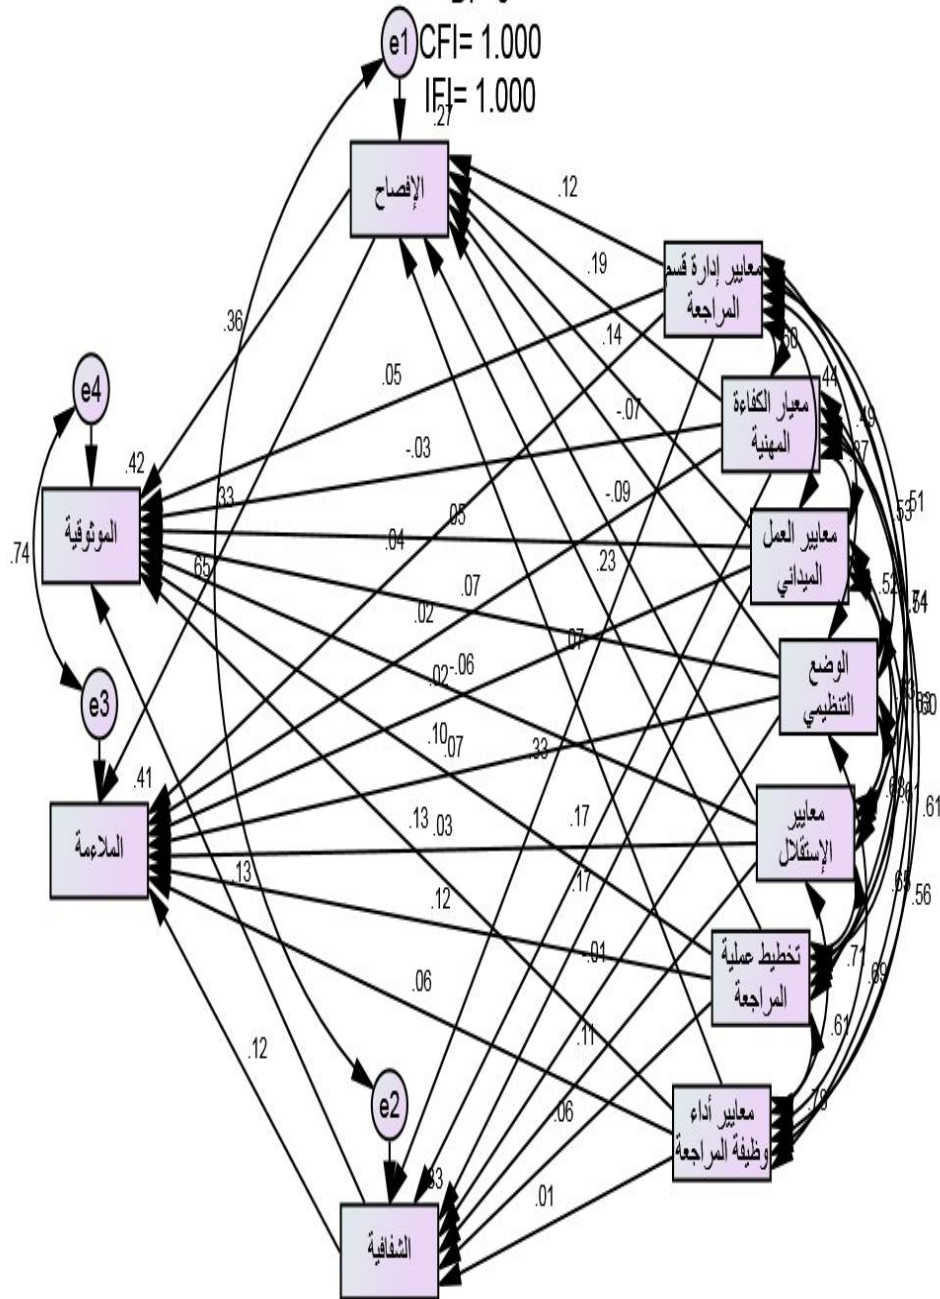 CFI= 1.000
IFI= 1.000
e1
.27
الإفصاح
.12
معايير إدارة قسم
المراجعة
.19
.14
.36
.05
-.07
معيار الكفاءة
المهنية
.44
e4
.42
-.03
-.09
الموثوقية
.74
.33
.65
.05
.04
.23
معايير العمل
الميداني
.51
.07
.02
.07
الوضع
التنظيمي
-.06
.02
e3
.41
.10
.07
.33
الملاءمة
.13
.03
.17
معايير
الإستقلال
.61
.13
.12
.17
.56
-.01
تخطيط عملية
المراجعة
.71
.69
.06
.11
.61
.12
e2
.06
معايير أداء
وظيفة المراجعة
.78
.01
الشفافية